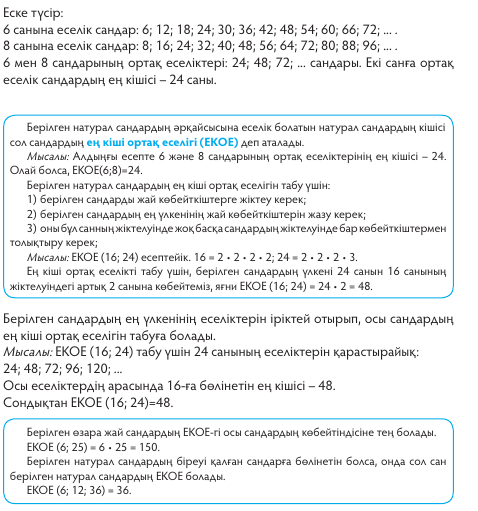 Еске түсір:
6 санына еселік сандар: 6; 12; 18; 24; 30; 36; 42; 48; 54; 60; 66; 72; ... .
8 санына еселік сандар: 8; 16; 24; 32; 40; 48; 56; 64; 72; 80; 88; 96; ... .
6 мен 8 сандарының ортақ еселіктері: 24; 48; 72; ... сандары. Екі санға ортақ
еселік сандардың ең кішісі – 24 саны.
Берілген натурал сандардың әрқайсысына еселік болатын натурал сандардың кішісі
сол сандардың ең кіші ортақ еселігі (ЕКОЕ) деп аталады.
Мысалы: Алдыңғы есепте 6 және 8 сандарының ортақ еселіктерінің ең кішісі – 24.
Олай болса, ЕКОЕ(6;8)=24.
Берілген натурал сандардың ең кіші ортақ еселігін табу үшін:
1) берілген сандарды жай көбейткіштерге жіктеу керек;
2) берілген сандардың ең үлкенінің жай көбейткіштерін жазу керек;
3) оны бұл санның жіктелуінде жоқ басқа сандардың жіктелуінде бар көбейткіштермен
толықтыру керек;
Мысалы: ЕКОЕ (16; 24) есептейік. 16 = 2 • 2 • 2 • 2; 24 = 2 • 2 • 2 • 3.
Ең кіші ортақ еселікті табу үшін, берілген сандардың үлкені 24 санын 16 санының
жіктелуіндегі артық 2 санына көбейтеміз, яғни ЕКОЕ (16; 24) = 24 • 2 = 48.
Берілген сандардың ең үлкенінің еселіктерін іріктей отырып, осы сандардың
ең кіші ортақ еселігін табуға болады.
Мысалы: ЕКОЕ (16; 24) табу үшін 24 санының еселіктерін қарастырайық:
24; 48; 72; 96; 120; ...
Осы еселіктердің арасында 16-ға бөлінетін ең кішісі – 48.
Сондықтан ЕКОЕ (16; 24)=48.
Берілген өзара жай сандардың ЕКОЕ-гі осы сандардың көбейтіндісіне тең болады.
ЕКОЕ (6; 25) = 6 • 25 = 150.
Берілген натурал сандардың біреуі қалған сандарға бөлінетін болса, онда сол сан
берілген натурал сандардың ЕКОЕ болады.
ЕКОЕ (6; 12; 36) = 36.